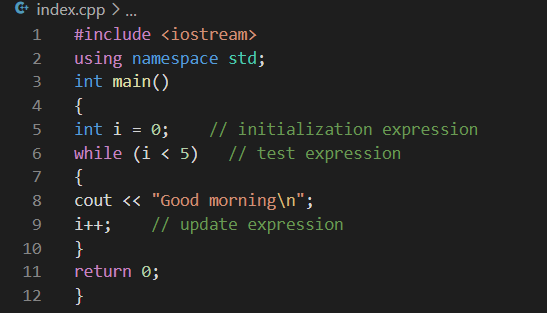 index.cpp > ...
1 #include <iostream>
2 using namespace std;
3 int main()
4 {
5 int i = 0;    // initialization expression
6 while (i < 5)   // test expression
7 {
8 cout << "Good morning\n";
9 i++;    // update expression
10 }
11 return 0;
12 }